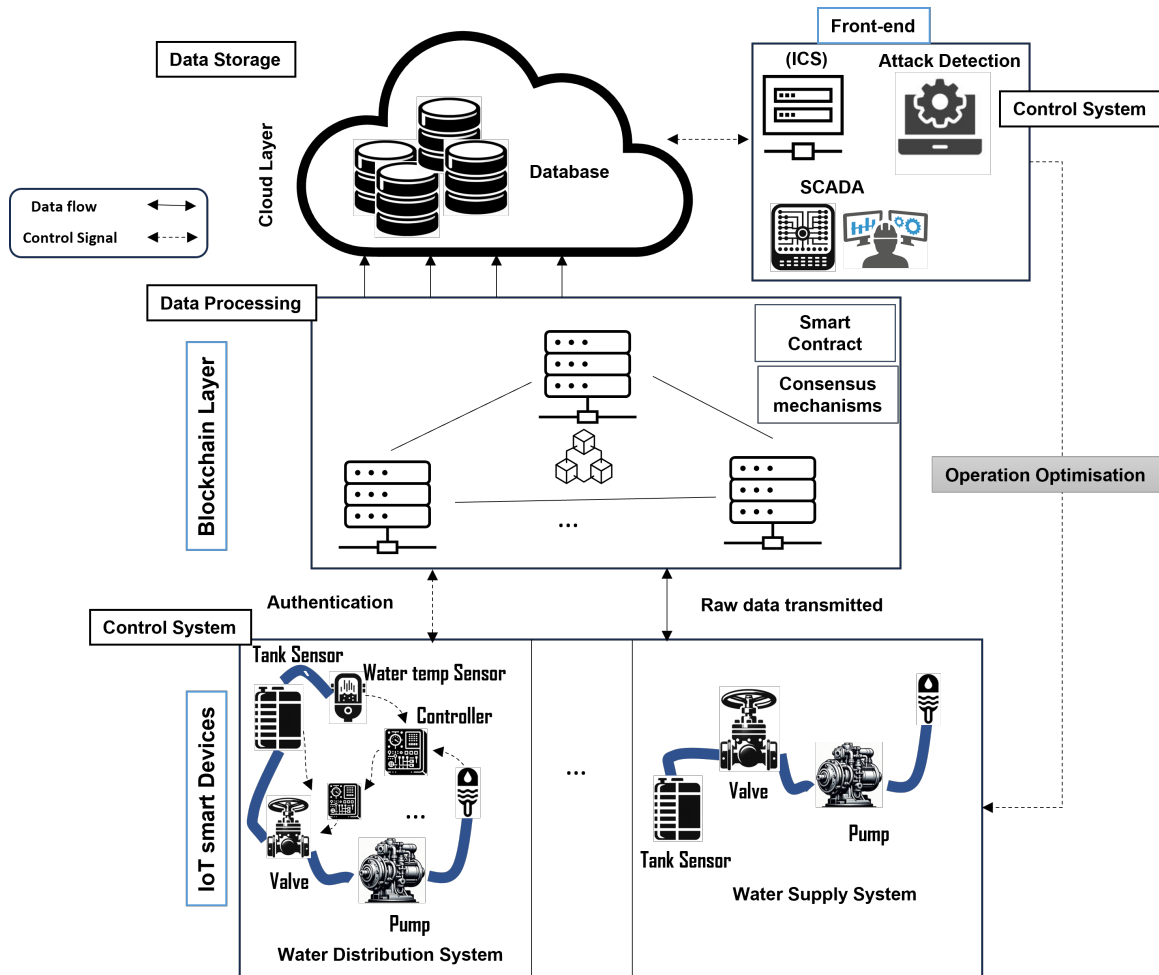 Front-end
Data Storage
(ICS)
Attack Detection
Control System
Cloud Layer
Database
SCADA
Data flow
Control Signal
Data Processing
Smart
Contract
Consensus
mechanisms
Blockchain Layer
...
Operation Optimisation
Authentication
Raw data transmitted
Control System
IoT smart Devices
Tank Sensor
Water temp Sensor
Controller
...
Valve
Pump
Water Distribution System
...
Valve
Pump
Tank Sensor
Water Supply System